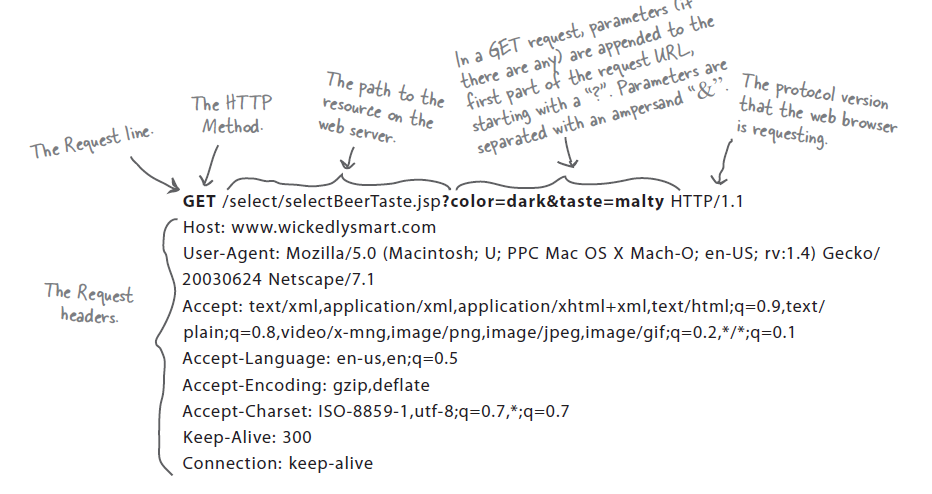 In a GET request, parameters (if
there are any) are appended to the
first part of the request URL,
starting with a "?". Parameters are
separated with an ampersand "&".
The path to the
resource on the
web server.
The HTTP
Method.
The Request line.
The protocol version
that the web browser
is requesting.
GET /select/selectBeerTaste.jsp?color=dark&taste=malty HTTP/1.1
Host: www.wickedlysmart.com
User-Agent: Mozilla/5.0 (Macintosh; U; PPC Mac OS X Mach-O; en-US; rv:1.4) Gecko/
20030624 Netscape/7.1
Accept: text/xml,application/xml,application/xhtml+xml,text/html;q=0.9,text/
plain;q=0.8,video/x-mng,image/png,image/jpeg,image/gif;q=0.2,*/*;q=0.1
Accept-Language: en-us,en;q=0.5
Accept-Encoding: gzip,deflate
Accept-Charset: ISO-8859-1,utf-8;q=0.7,*;q=0.7
Keep-Alive: 300
Connection: keep-alive
The Request
headers.